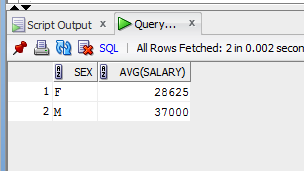 Script Output × Query... ×
SQL | All Rows Fetched: 2 in 0.002 secon
SEX AVG(SALARY)
1 F 28625
2 M 37000